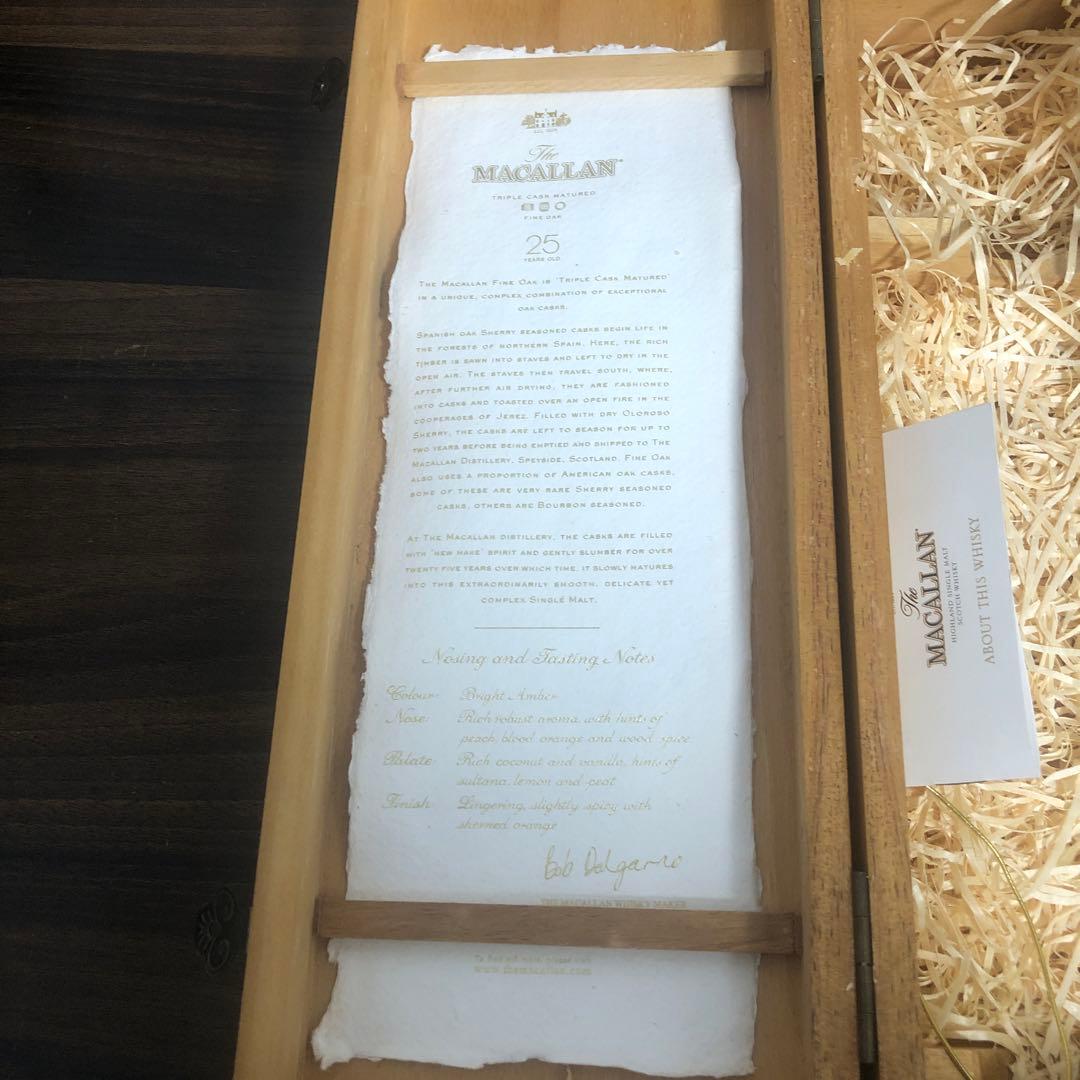 EST. 1824
The
MACALLAN
TRIPLE CASK MATURED
FINE OAK
25
YEARS OLD
THE MACALLAN FINE OAK IS 'TRIPLE CASK MATURED'
IN A UNIQUE, COMPLEX COMBINATION OF EXCEPTIONAL
OAK CASKS.
SPANISH OAK SHERRY SEASONED CASKS BEGIN LIFE IN
THE FORESTS OF NORTHERN SPAIN. HERE, THE RICH
TIMBER IS SAWN INTO STAVES AND LEFT TO DRY IN THE
OPEN AIR. THE STAVES THEN TRAVEL SOUTH, WHERE,
AFTER FURTHER AIR DRYING, THEY ARE FASHIONED
INTO CASKS AND TOASTED OVER AN OPEN FIRE IN THE
COOPERAGES OF JEREZ. FILLED WITH DRY OLOROSO
SHERRY, THE CASKS ARE LEFT TO SEASON FOR UP TO
TWO YEARS BEFORE BEING EMPTIED AND SHIPPED TO THE
MACALLAN DISTILLERY, SPEYSIDE, SCOTLAND. FINE OAK
ALSO USES A PROPORTION OF AMERICAN OAK CASKS,
SOME OF THESE ARE VERY RARE SHERRY SEASONED
CASKS, OTHERS ARE BOURBON SEASONED.
AT THE MACALLAN DISTILLERY, THE CASKS ARE FILLED
WITH 'NEW MAKE' SPIRIT AND GENTLY SLUMBER FOR OVER
TWENTY FIVE YEARS OVER WHICH TIME, IT SLOWLY MATURES
INTO THIS EXTRAORDINARILY SMOOTH, DELICATE YET
COMPLEX SINGLE MALT.
Nosing and Tasting Notes
Colour: Bright Amber
Nose: Rich robust aroma with hints of
peach, blood orange and wood spice
Palate: Rich coconut and vanilla, hints of
sultana, lemon and peat
Finish: Lingering, slightly spicy with
sherried orange
Bob Dalgarno
THE MACALLAN WHISKY MAKER
To find out more, please visit
www.themacallan.com
The
MACALLAN
HIGHLAND SINGLE MALT
SCOTCH WHISKY
ABOUT THIS WHISKY